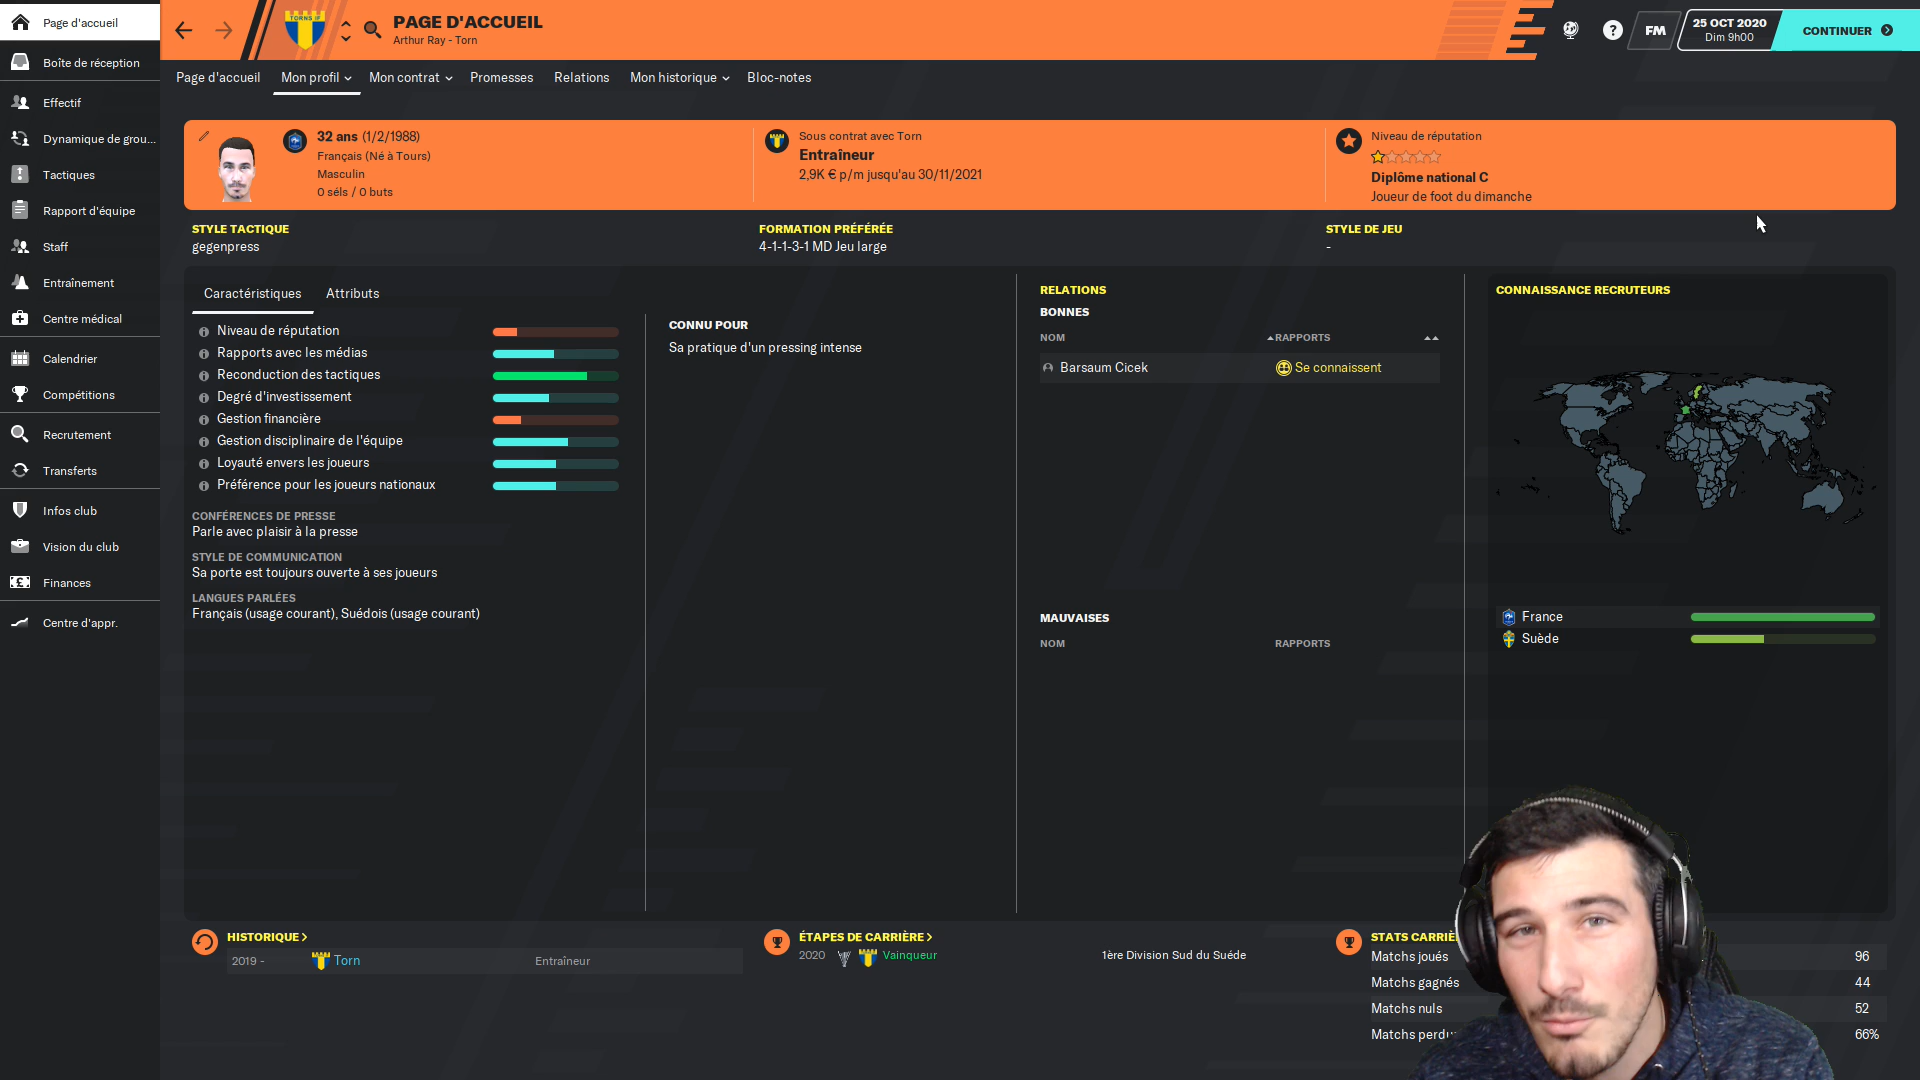 Page d'accueil
Boîte de réception
Effectif
Dynamique de grou...
Tactiques
Rapport d'équipe
Staff
Entraînement
Centre médical
Calendrier
Compétitions
Recrutement
Transferts
Infos club
Vision du club
Finances
Centre d'appr.
TORNS IF
PAGE D'ACCUEIL
Arthur Ray - Torn
?
FM
25 OCT 2020
Dim 9h00
CONTINUER
Page d'accueil Mon profil Mon contrat Promesses Relations Mon historique Bloc-notes
32 ans (1/2/1988)
Français (Né à Tours)
Masculin
0 séls / 0 buts
Sous contrat avec Torn
Entraîneur
2,9K € p/m jusqu'au 30/11/2021
Niveau de réputation
Diplôme national C
Joueur de foot du dimanche
STYLE TACTIQUE
gegenpress
FORMATION PRÉFÉRÉE
4-1-1-3-1 MD Jeu large
STYLE DE JEU
-
Caractéristiques Attributs
Niveau de réputation
Rapports avec les médias
Reconduction des tactiques
Degré d'investissement
Gestion financière
Gestion disciplinaire de l'équipe
Loyauté envers les joueurs
Préférence pour les joueurs nationaux
CONFÉRENCES DE PRESSE
Parle avec plaisir à la presse
STYLE DE COMMUNICATION
Sa porte est toujours ouverte à ses joueurs
LANGUES PARLÉES
Français (usage courant), Suédois (usage courant)
CONNU POUR
Sa pratique d'un pressing intense
RELATIONS
BONNES
NOM RAPPORTS
Barsaum Cicek Se connaissent
MAUVAISES
NOM RAPPORTS
CONNAISSANCE RECRUTEURS
France
Suède
HISTORIQUE >
2019 - Torn Entraîneur
ÉTAPES DE CARRIÈRE >
2020 Vainqueur 1ère Division Sud du Suéde
STATS CARRIÈ
Matchs joués 96
Matchs gagnés 44
Matchs nuls 52
Matchs perdu 66%